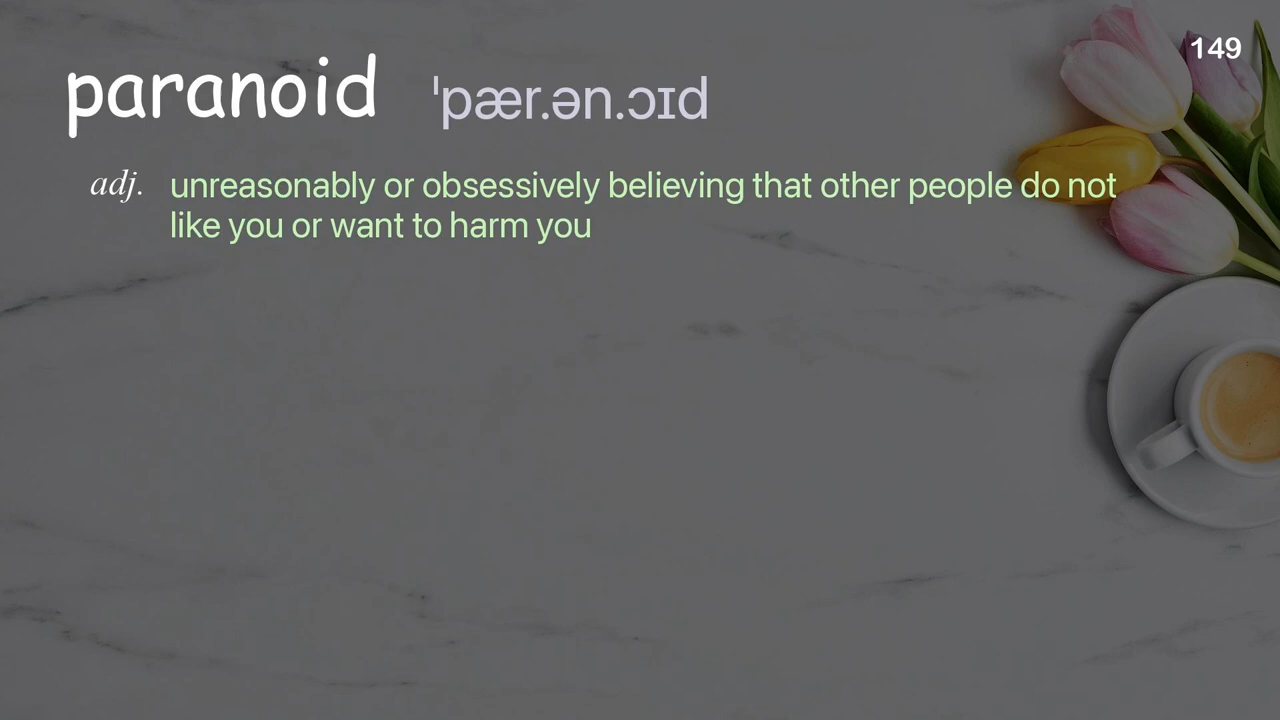 149
paranoid ˈpær.ən.ɔɪd
adj. unreasonably or obsessively believing that other people do not
like you or want to harm you